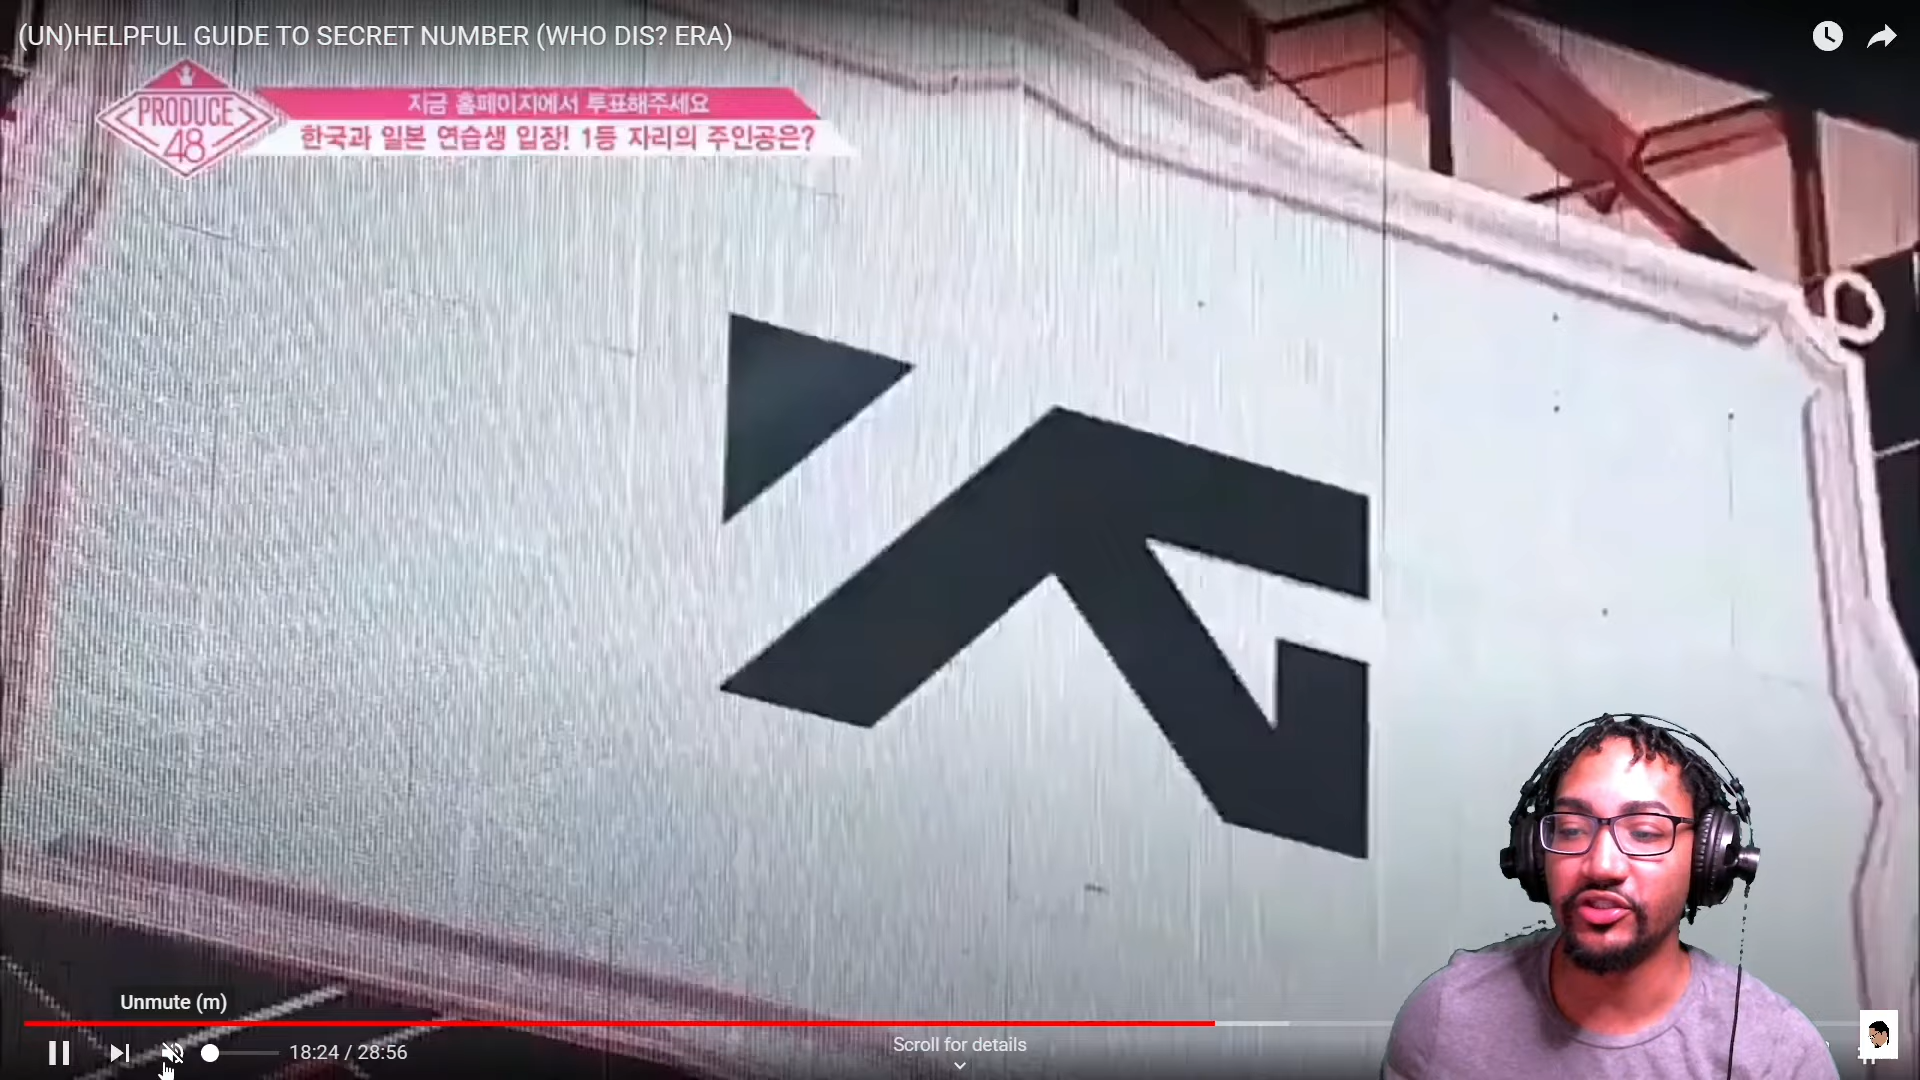 (UN)HELPFUL GUIDE TO SECRET NUMBER (WHO DIS? ERA)
PRODUCE
48
지금 홈페이지에서 투표해주세요
한국과 일본 연습생 입장! 1등 자리의 주인공은?
YG
Unmute (m)
18:24 / 28:56
Scroll for details